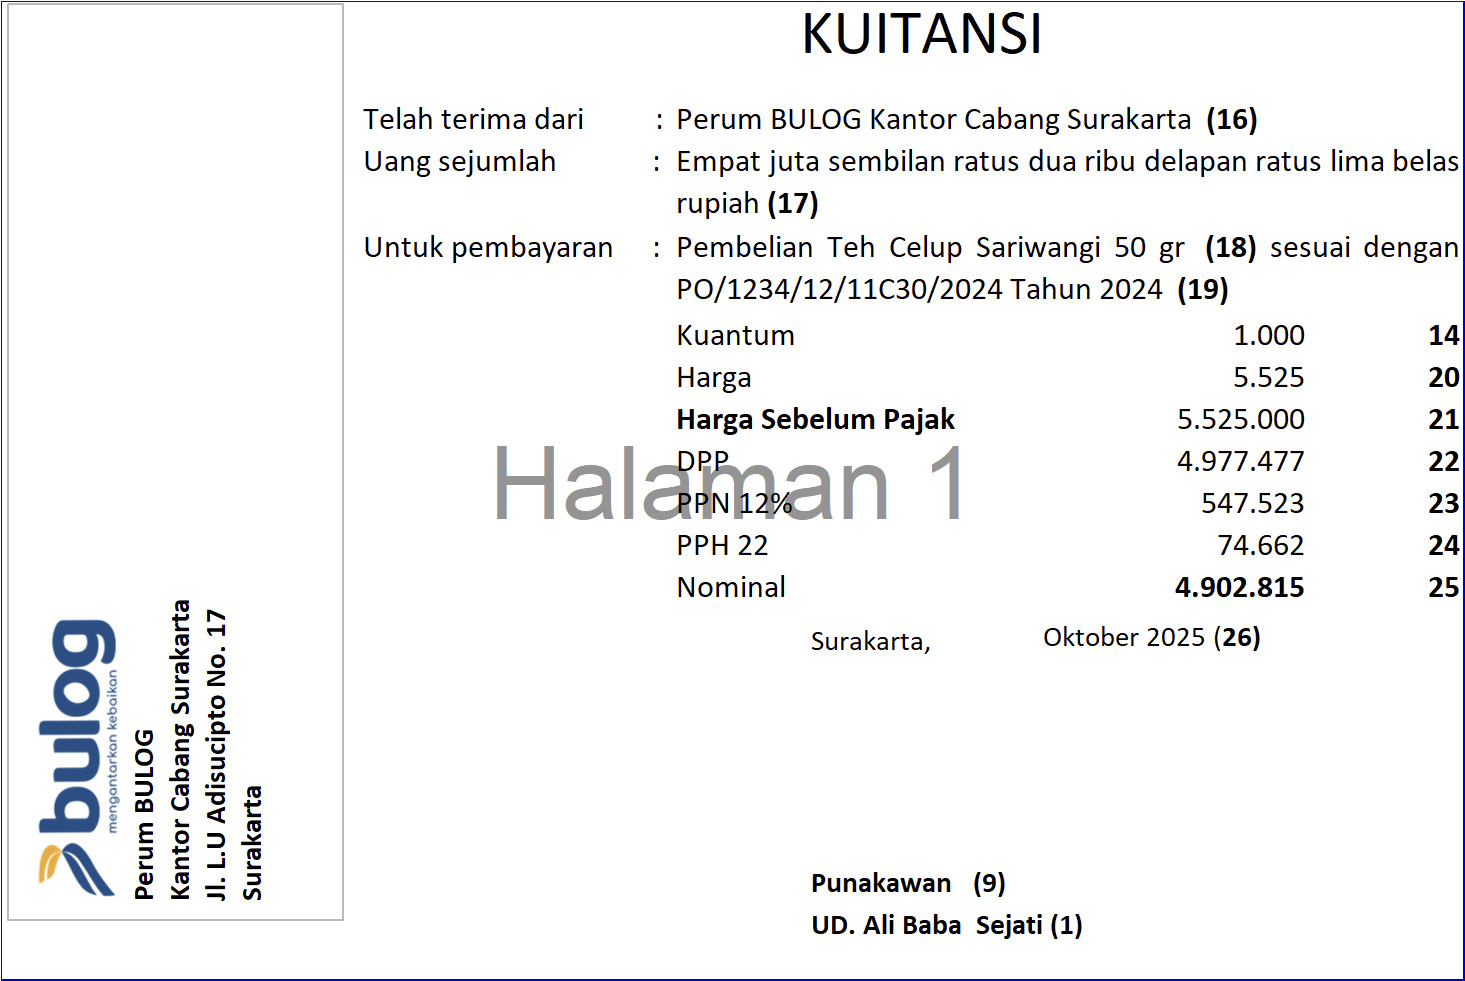 KUITANSI
Telah terima dari : Perum BULOG Kantor Cabang Surakarta (16)
Uang sejumlah : Empat juta sembilan ratus dua ribu delapan ratus lima belas
rupiah (17)
Untuk pembayaran : Pembelian Teh Celup Sariwangi 50 gr (18) sesuai dengan
PO/1234/12/11C30/2024 Tahun 2024 (19)
Kuantum 1.000 14
Harga 5.525 20
Harga Sebelum Pajak 5.525.000 21
DPP 4.977.477 22
PPN 12% 547.523 23
PPH 22 74.662 24
Nominal 4.902.815 25
Halaman 1
Surakarta, Oktober 2025 (26)
Punakawan (9)
UD. Ali Baba Sejati (1)
bulog
mengantarkan kebaikan
Perum BULOG
Kantor Cabang Surakarta
Jl. L.U Adisucipto No. 17
Surakarta